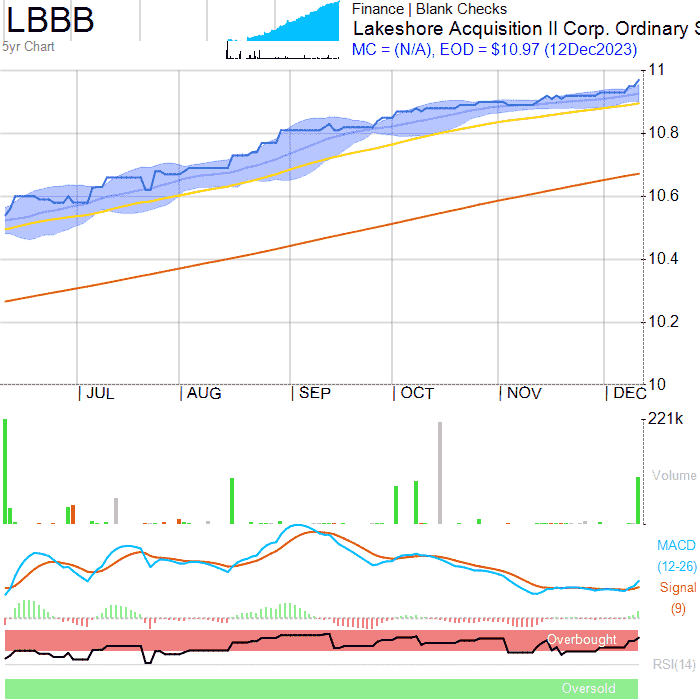 LBBB
5yr Chart
Finance | Blank Checks
Lakeshore Acquisition II Corp. Ordinary S
MC = (N/A), EOD = $10.97 (12Dec2023)
11
10.8
10.6
10.4
10.2
10
JUL
AUG
SEP
OCT
NOV
DEC
221k
Volume
MACD
(12-26)
Signal
(9)
Overbought
RSI(14)
Oversold